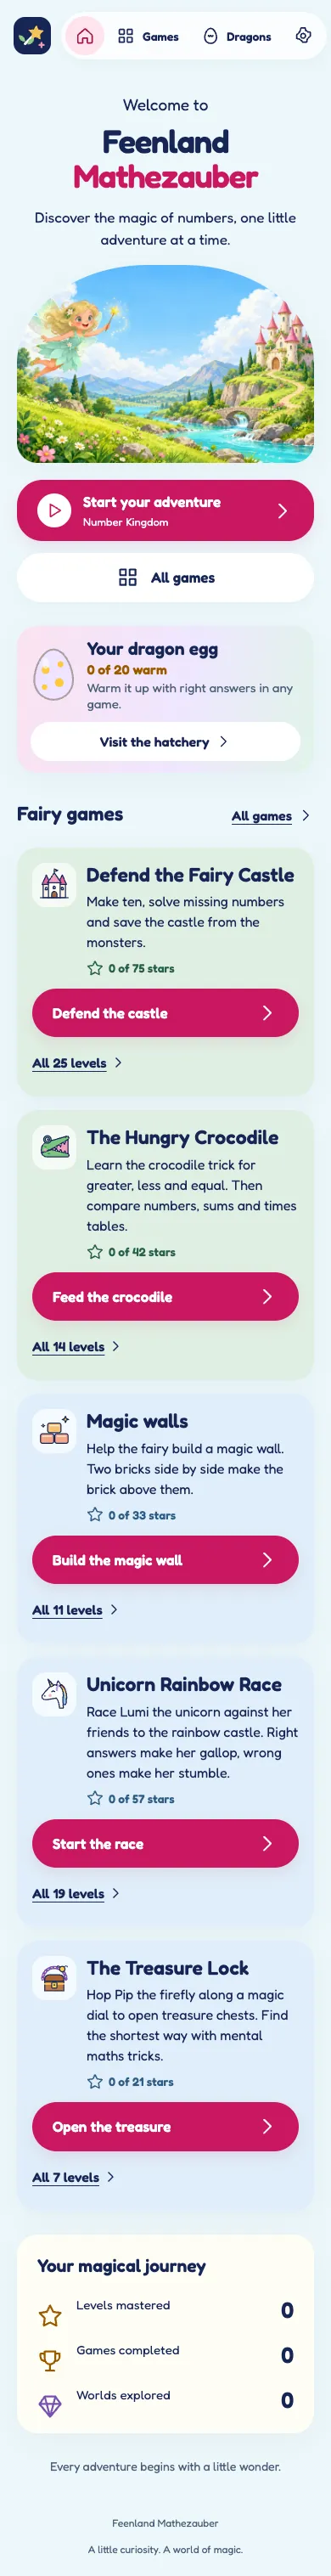 Games
Dragons
Welcome to
Feenland
Mathezauber
Discover the magic of numbers, one little
adventure at a time.
Start your adventure
Number Kingdom
All games
Your dragon egg
0 of 20 warm
Warm it up with right answers in any
game.
Visit the hatchery
Fairy games
All games
Defend the Fairy Castle
Make ten, solve missing numbers
and save the castle from the
monsters.
0 of 75 stars
Defend the castle
All 25 levels
The Hungry Crocodile
Learn the crocodile trick for
greater, less and equal. Then
compare numbers, sums and times
tables.
0 of 42 stars
Feed the crocodile
All 14 levels
Magic walls
Help the fairy build a magic wall.
Two bricks side by side make the
brick above them.
0 of 33 stars
Build the magic wall
All 11 levels
Unicorn Rainbow Race
Race Lumi the unicorn against her
friends to the rainbow castle. Right
answers make her gallop, wrong
ones make her stumble.
0 of 57 stars
Start the race
All 19 levels
The Treasure Lock
Hop Pip the firefly along a magic
dial to open treasure chests. Find
the shortest way with mental
maths tricks.
0 of 21 stars
Open the treasure
All 7 levels
Your magical journey
Levels mastered 0
Games completed 0
Worlds explored 0
Every adventure begins with a little wonder.
Feenland Mathezauber
A little curiosity. A world of magic.